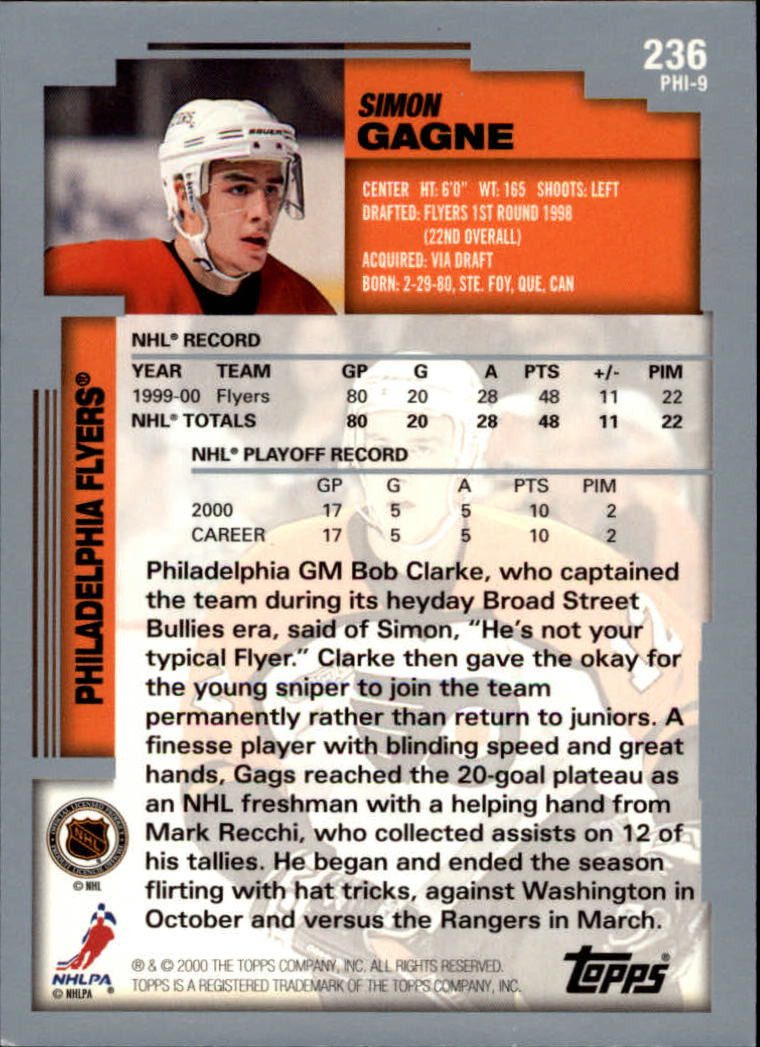 236
PHI-9
SIMON
GAGNE
BAUER
CENTER HT: 6'0" WT: 165 SHOOTS: LEFT
DRAFTED: FLYERS 1ST ROUND 1998
(22ND OVERALL)
ACQUIRED: VIA DRAFT
BORN: 2-29-80, STE. FOY, QUE, CAN
PHILADELPHIA FLYERS®
NHL® RECORD
YEAR TEAM GP G A PTS +/- PIM
1999-00 Flyers 80 20 28 48 11 22
NHL® TOTALS 80 20 28 48 11 22
NHL® PLAYOFF RECORD
GP G A PTS PIM
2000 17 5 5 10 2
CAREER 17 5 5 10 2
Philadelphia GM Bob Clarke, who captained
the team during its heyday Broad Street
Bullies era, said of Simon, "He's not your
typical Flyer." Clarke then gave the okay for
the young sniper to join the team
permanently rather than return to juniors. A
finesse player with blinding speed and great
hands, Gags reached the 20-goal plateau as
an NHL freshman with a helping hand from
Mark Recchi, who collected assists on 12 of
his tallies. He began and ended the season
flirting with hat tricks, against Washington in
October and versus the Rangers in March.
NHL
© NHL
NHLPA
© NHLPA ®
® & © 2000 THE TOPPS COMPANY, INC. ALL RIGHTS RESERVED.
TOPPS IS A REGISTERED TRADEMARK OF THE TOPPS COMPANY, INC.
TOPPS®